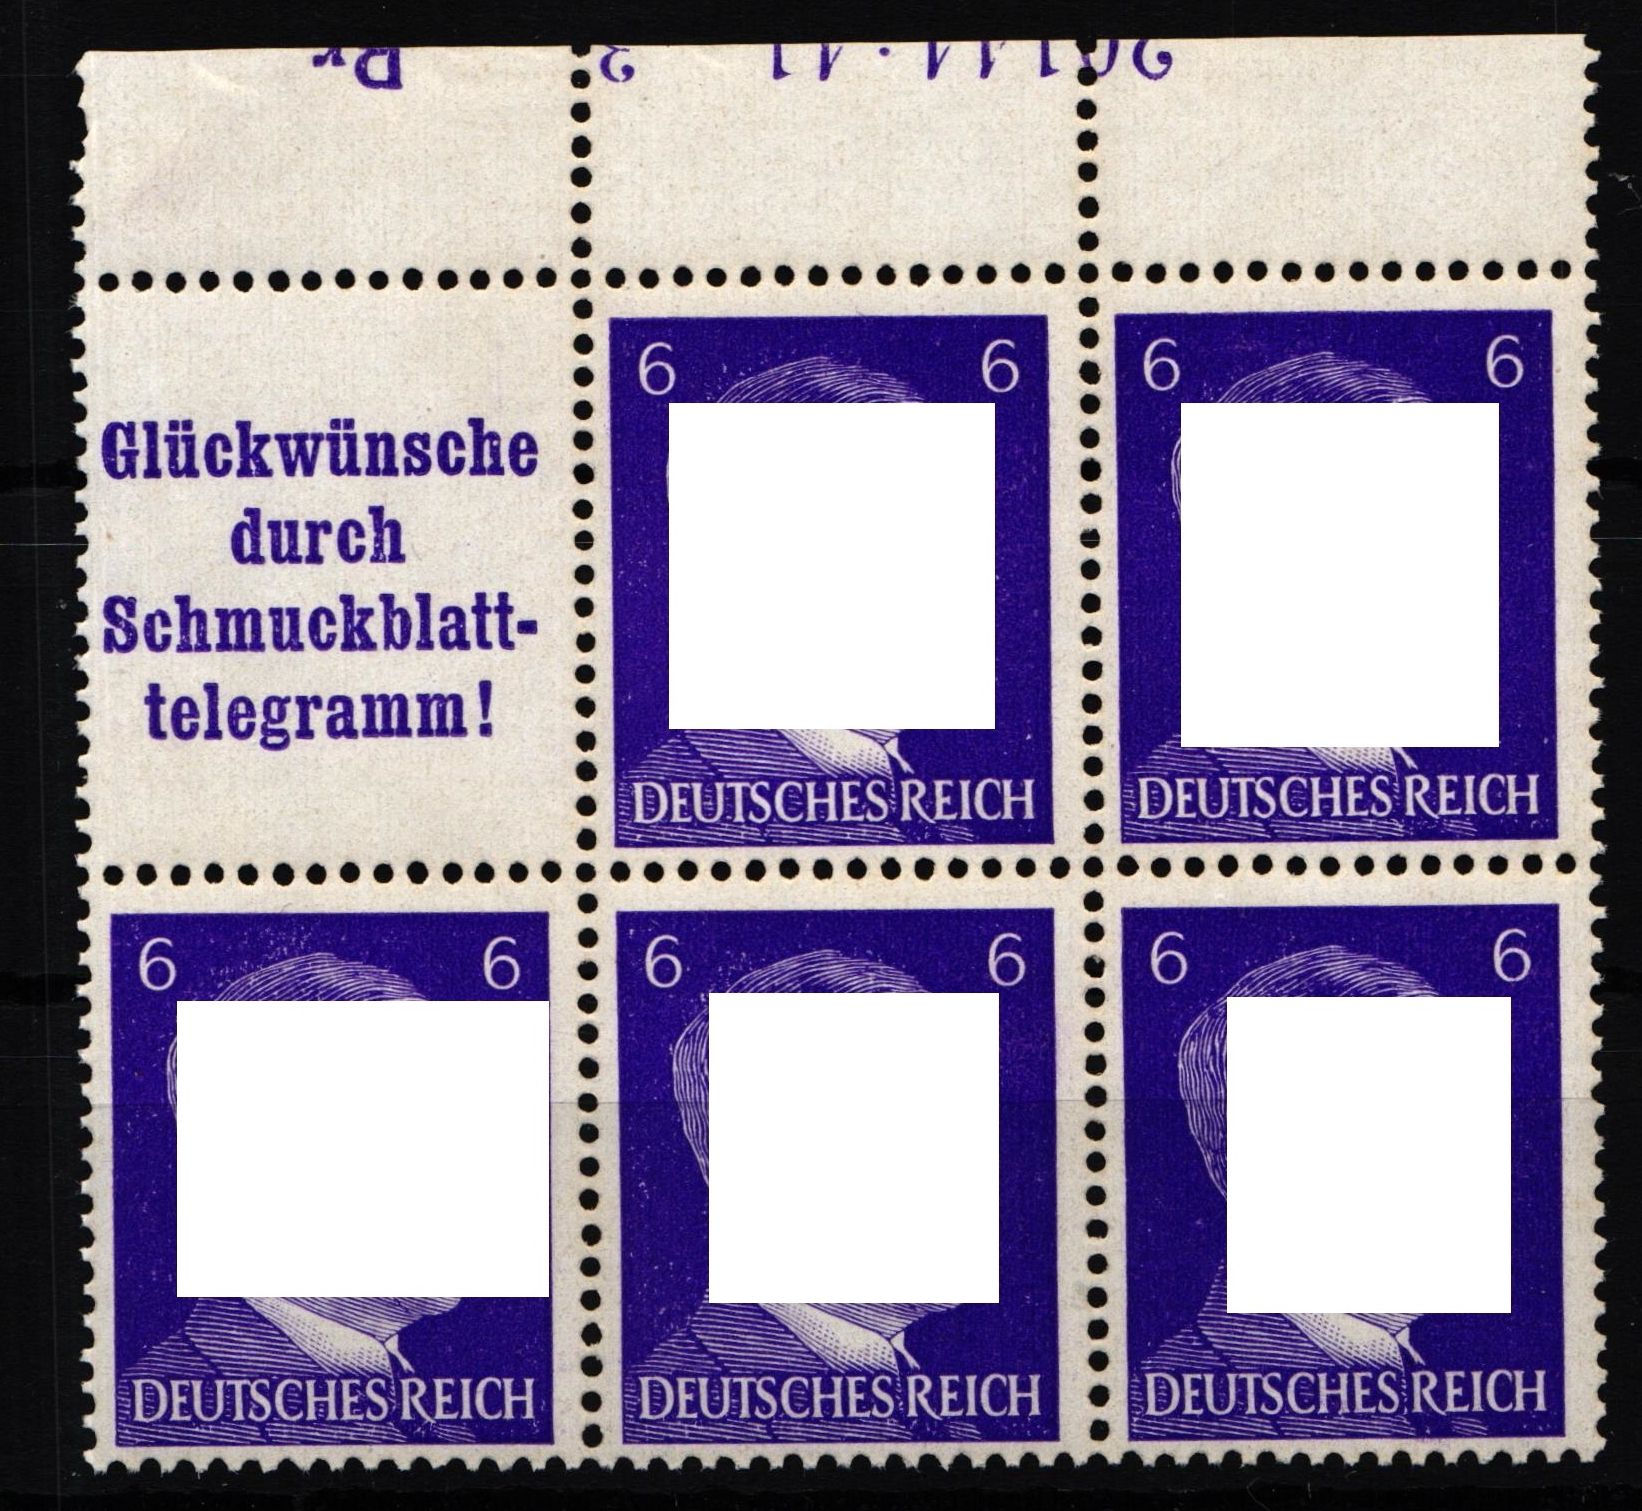 Glückwünsche
durch
Schmuckblatt-
telegramm!
6 6
DEUTSCHES REICH
6 6
DEUTSCHES REICH
6 6
DEUTSCHES REICH
6 6
DEUTSCHES REICH
6 6
DEUTSCHES REICH